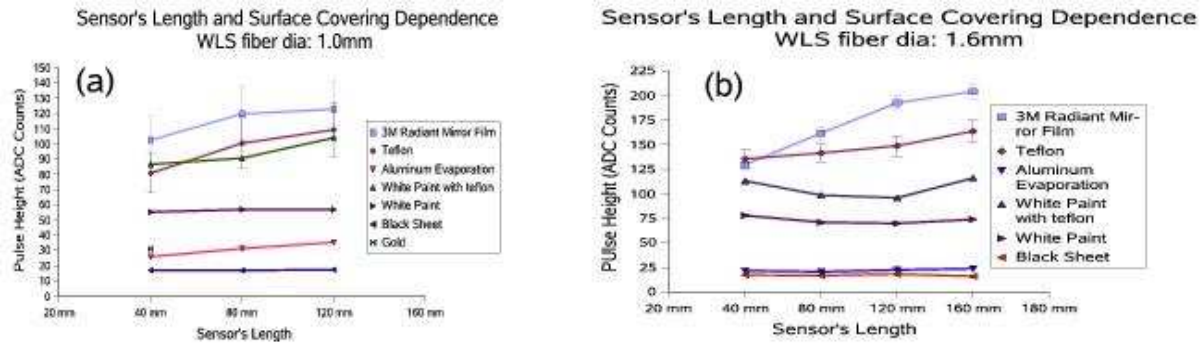 Sensor's Length and Surface Covering Dependence
WLS fiber dia: 1.0mm
(a)
Pulse Height (ADC Counts)
150
140
130
120
110
100
90
80
70
60
50
40
30
20
10
0
20 mm
40 mm
80 mm
120 mm
160 mm
Sensor's Length
3M Radiant Mirror Film
Teflon
Aluminum Evaporation
White Paint with teflon
White Paint
Black Sheet
Gold
Sensor's Length and Surface Covering Dependence
WLS fiber dia: 1.6mm
(b)
PUlse Height (ADC Counts)
225
200
175
150
125
100
75
50
25
0
20 mm
40 mm
80 mm
120 mm
160 mm
180 mm
Sensor's Length
3M Radiant Mir-
ror Film
Teflon
Aluminum
Evaporation
White Paint
with teflon
White Paint
Black Sheet